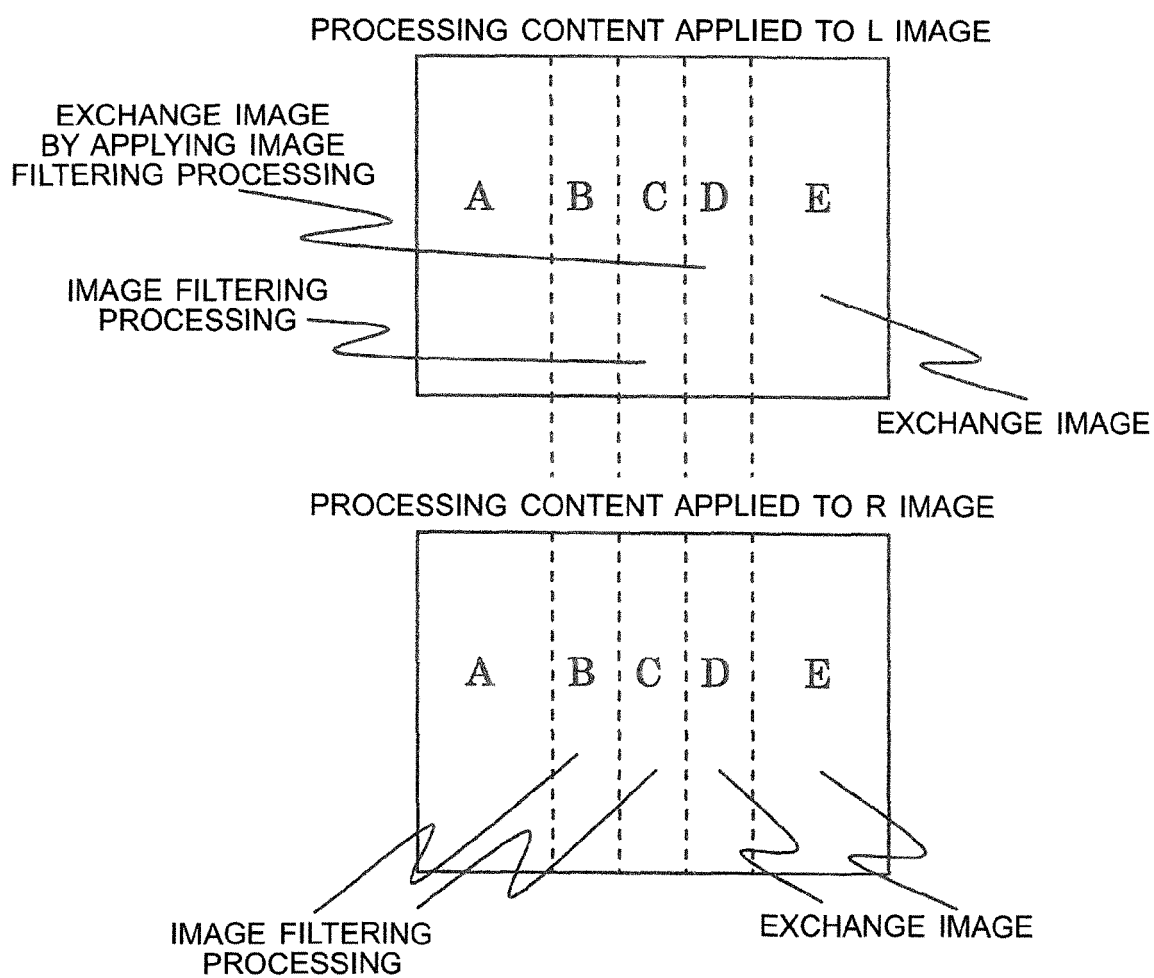 PROCESSING CONTENT APPLIED TO L IMAGE
EXCHANGE IMAGE
BY APPLYING IMAGE
FILTERING PROCESSING
A B C D E
IMAGE FILTERING
PROCESSING
EXCHANGE IMAGE
PROCESSING CONTENT APPLIED TO R IMAGE
A B C D E
IMAGE FILTERING
PROCESSING
EXCHANGE IMAGE